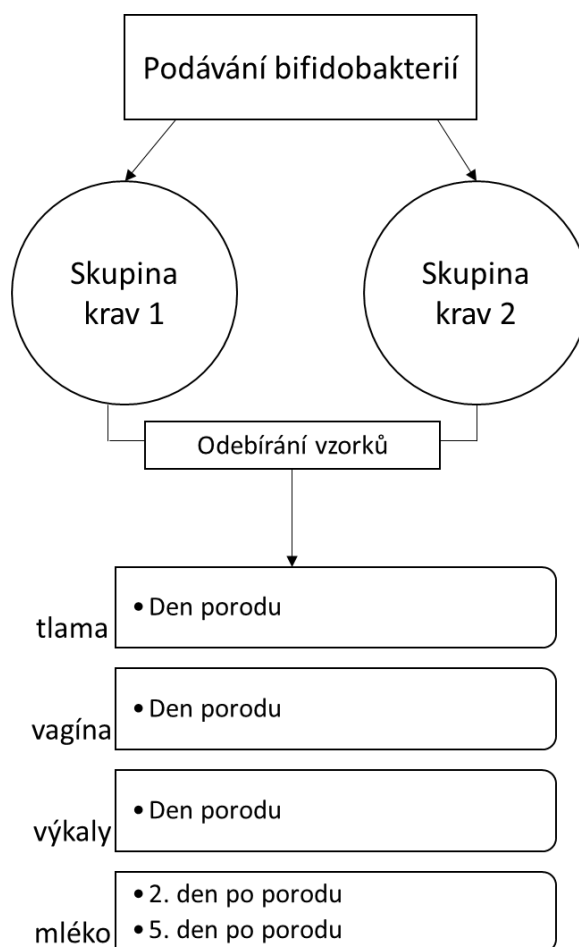 Podávání bifidobakterií
Skupina
krav 1
Skupina
krav 2
Odebírání vzorků
tlama
• Den porodu
vagína
• Den porodu
výkaly
• Den porodu
mléko
• 2. den po porodu
• 5. den po porodu